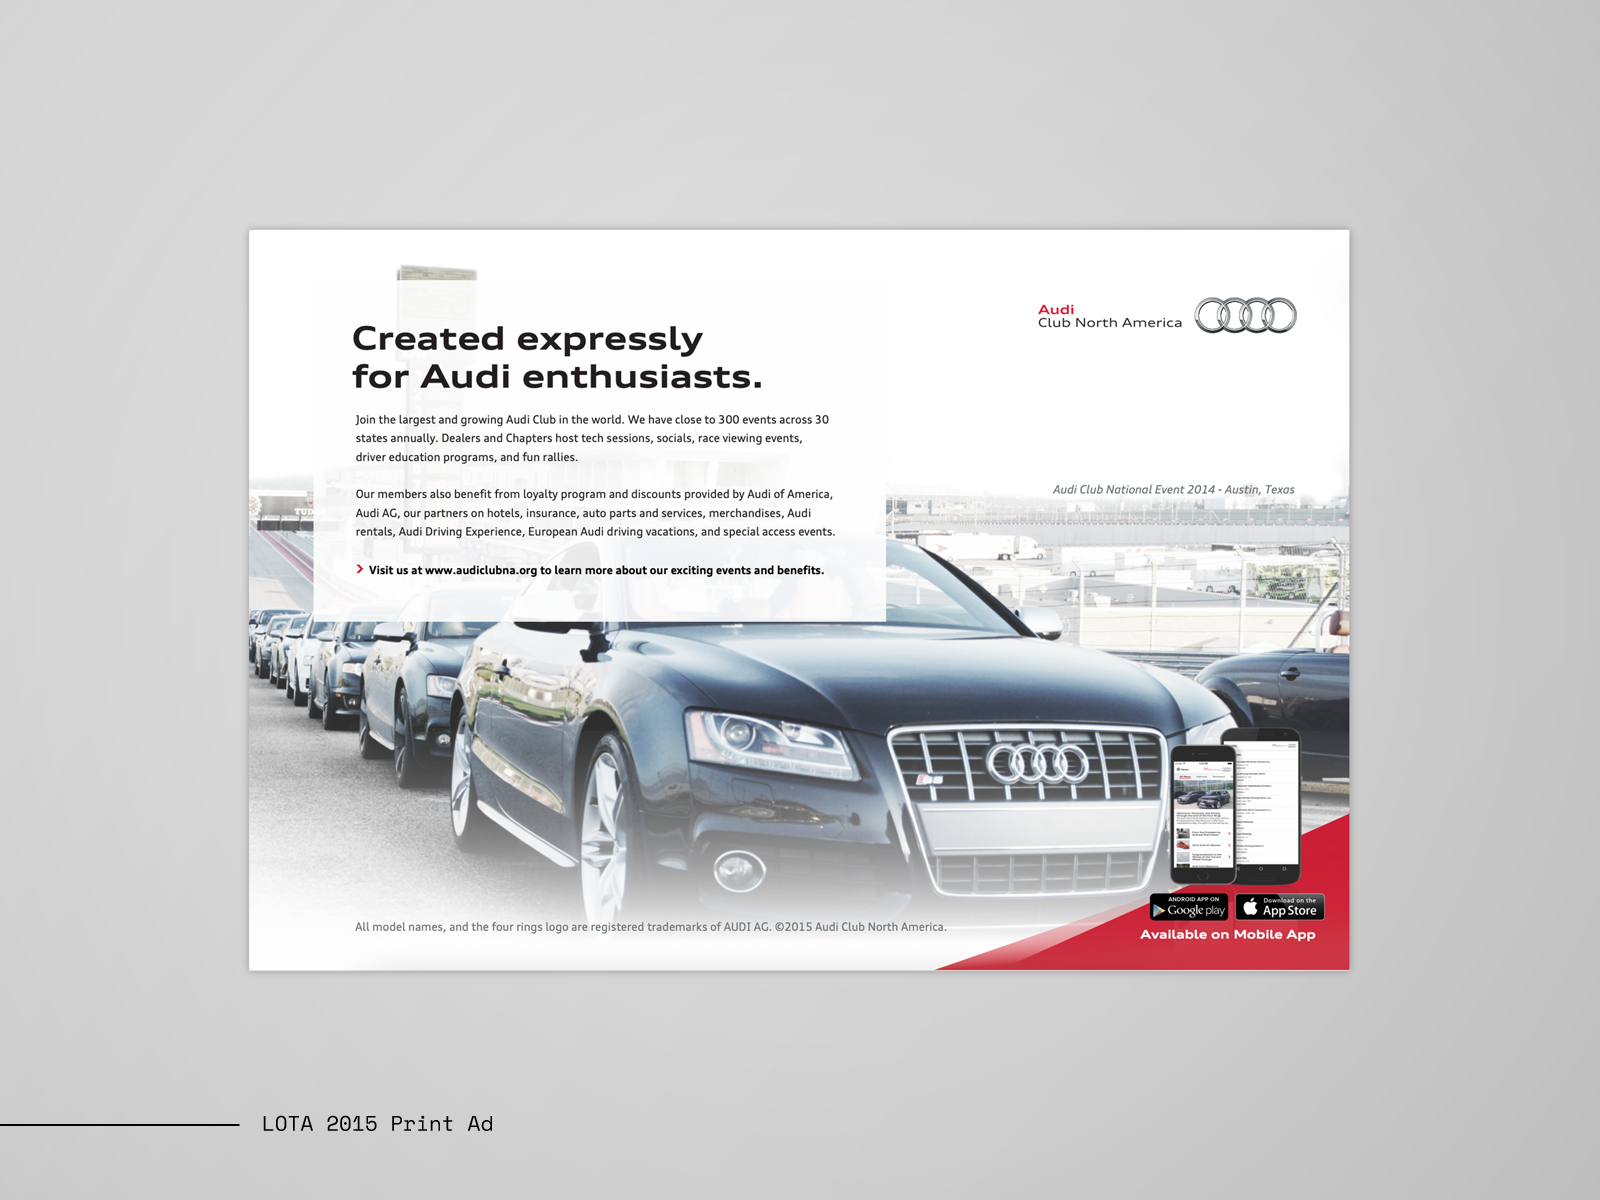 Audi
Club North America
Created expressly
for Audi enthusiasts.
Join the largest and growing Audi Club in the world. We have close to 300 events across 30
states annually. Dealers and Chapters host tech sessions, socials, race viewing events,
driver education programs, and fun rallies.
Our members also benefit from loyalty program and discounts provided by Audi of America,
Audi AG, our partners on hotels, insurance, auto parts and services, merchandises, Audi
rentals, Audi Driving Experience, European Audi driving vacations, and special access events.
Visit us at www.audiclubna.org to learn more about our exciting events and benefits.
Audi Club National Event 2014 - Austin, Texas
ANDROID APP ON
Google play
Download on the
App Store
Available on Mobile App
All model names, and the four rings logo are registered trademarks of AUDI AG. ©2015 Audi Club North America.
LOTA 2015 Print Ad